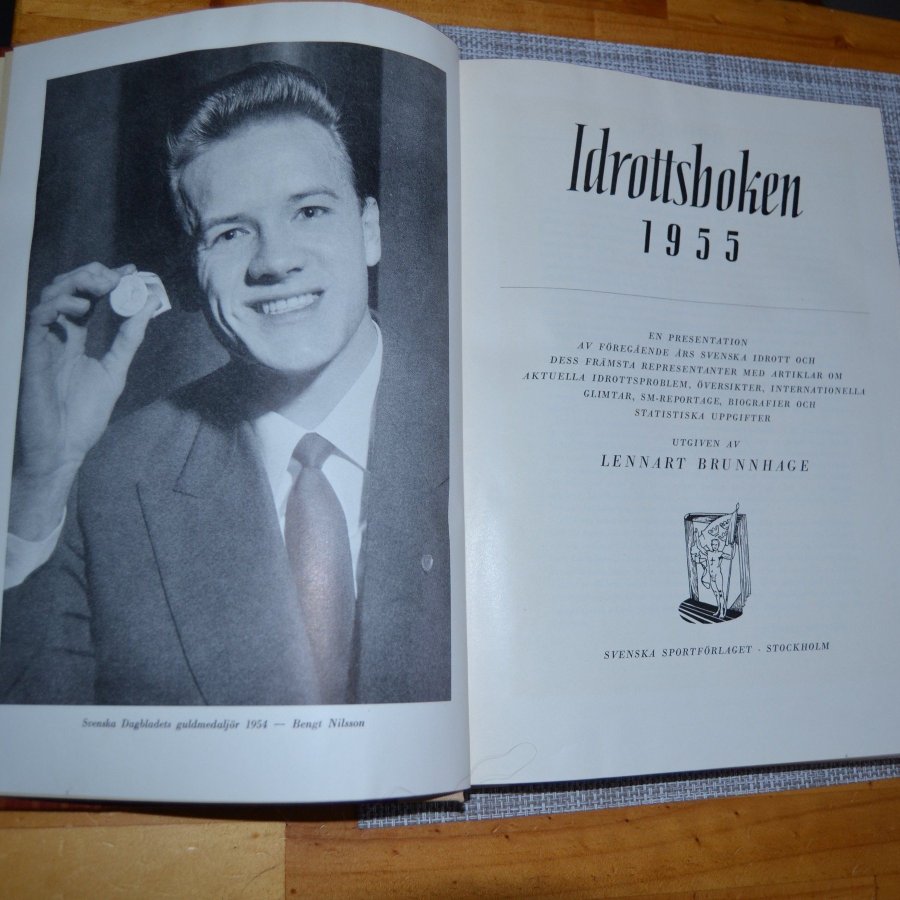 Svenska Dagbladets guldmedaljör 1954 — Bengt Nilsson
Idrottsboken
1955
EN PRESENTATION
AV FÖREGÅENDE ÅRS SVENSKA IDROTT OCH
DESS FRÄMSTA REPRESENTANTER MED ARTIKLAR OM
AKTUELLA IDROTTSPROBLEM, ÖVERSIKTER, INTERNATIONELLA
GLIMTAR, SM-REPORTAGE, BIOGRAFIER OCH
STATISTISKA UPPGIFTER
UTGIVEN AV
LENNART BRUNNHAGE
SVENSKA SPORTFÖRLAGET · STOCKHOLM